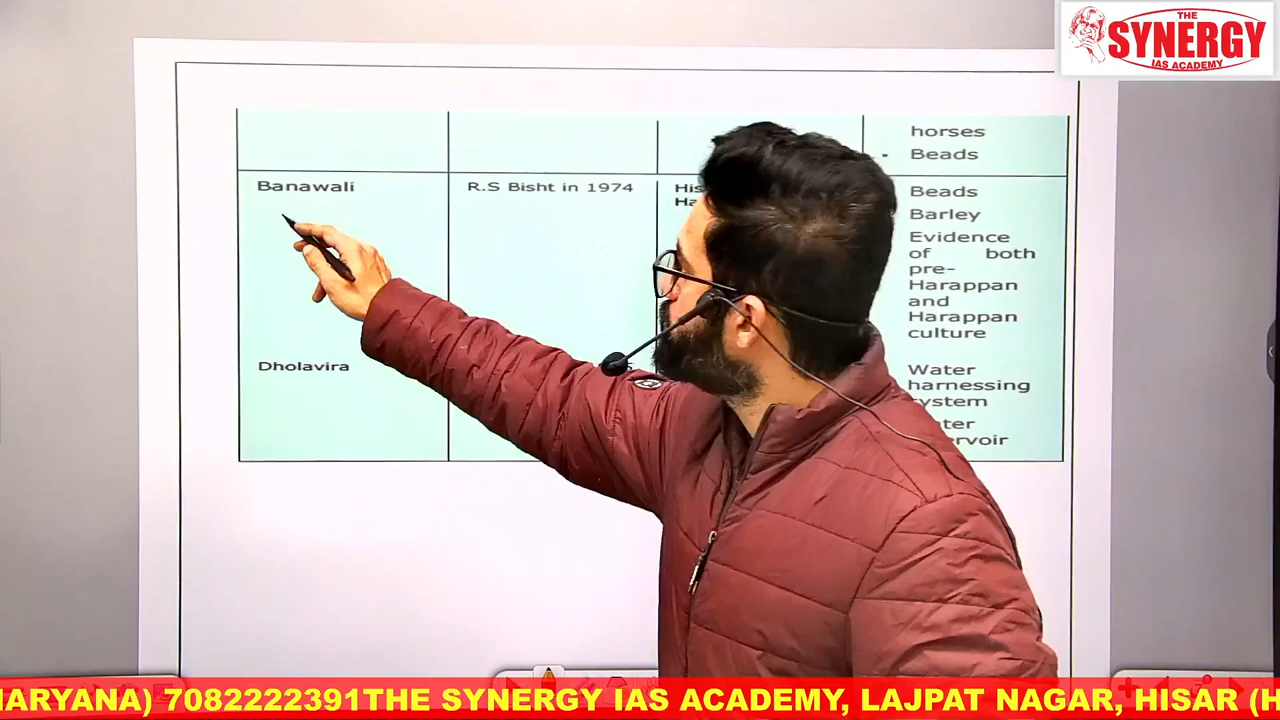 THE
SYNERGY
IAS ACADEMY
horses
Beads
Banawali
R.S Bisht in 1974
Beads
Barley
Evidence
of both
pre-
Harappan
and
Harappan
culture
Dholavira
Water
harnessing
system
HARYANA) 7082222391THE SYNERGY IAS ACADEMY, LAJPAT NAGAR, HISAR (H